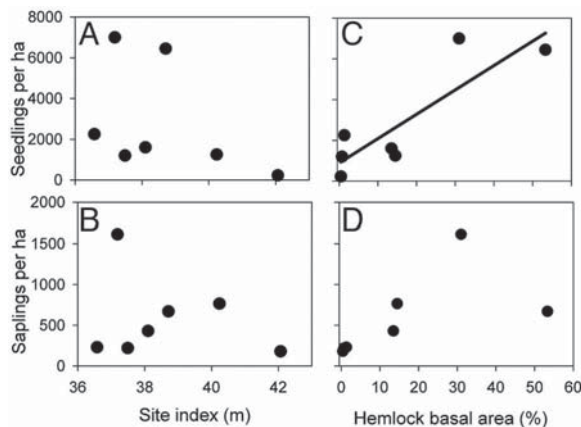 A
C
Seedlings per ha
8000
6000
4000
2000
0
B
D
Saplings per ha
2000
1500
1000
500
0
36
38
40
42
0
10
20
30
40
50
60
Site index (m)
Hemlock basal area (%)